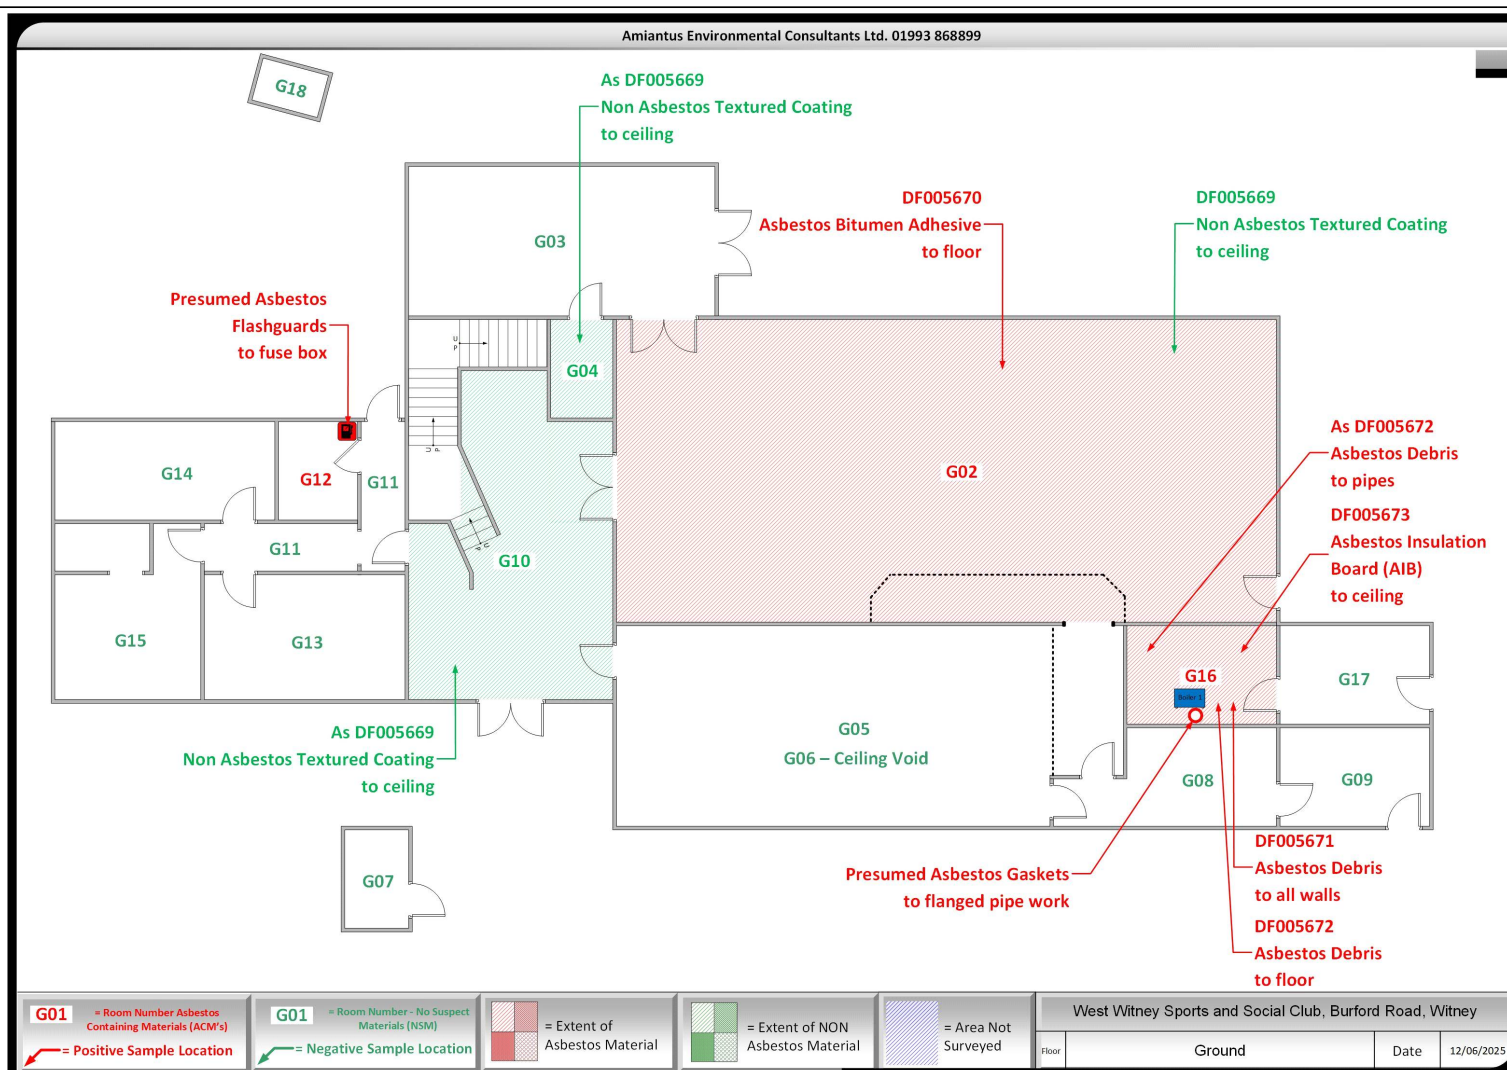 Amiantus Environmental Consultants Ltd. 01993 868899
G18
As DF005669
Non Asbestos Textured Coating
to ceiling
DF005670
Asbestos Bitumen Adhesive
to floor
DF005669
Non Asbestos Textured Coating
to ceiling
G03
Presumed Asbestos
Flashguards
to fuse box
U
P
G04
As DF005672
Asbestos Debris
to pipes
U
P
G14
G12
G11
G02
DF005673
Asbestos Insulation
Board (AIB)
to ceiling
G11
U
P
G10
G15
G13
G16
Boiler 1
G17
G05
G06 – Ceiling Void
G08
G09
As DF005669
Non Asbestos Textured Coating
to ceiling
G07
Presumed Asbestos Gaskets
to flanged pipe work
DF005671
Asbestos Debris
to all walls
DF005672
Asbestos Debris
to floor
G01 = Room Number Asbestos
Containing Materials (ACM's)
= Positive Sample Location
G01 = Room Number - No Suspect
Materials (NSM)
= Negative Sample Location
= Extent of
Asbestos Material
= Extent of NON
Asbestos Material
= Area Not
Surveyed
West Witney Sports and Social Club, Burford Road, Witney
Floor Ground Date 12/06/2025